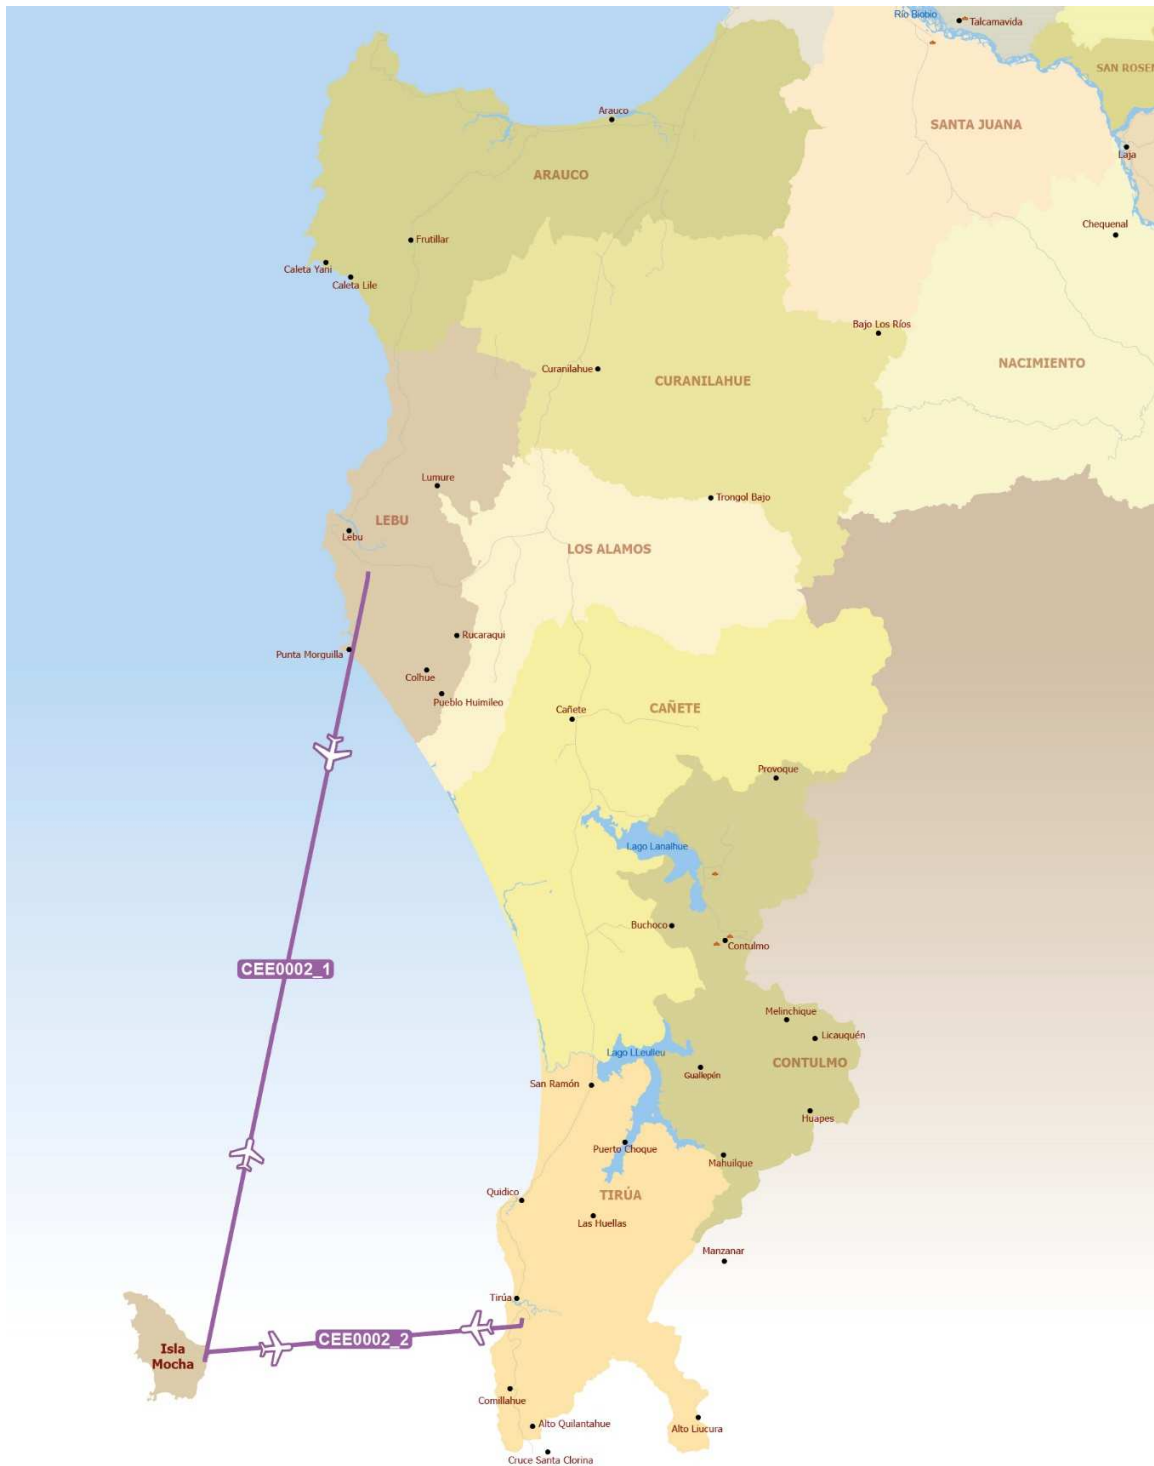 Río Biobio
Talcamavida
SAN ROSEN
Arauco
SANTA JUANA
Laja
ARAUCO
Chequenal
Frutillar
Caleta Yani
Caleta Lile
Bajo Los Ríos
NACIMIENTO
Curanilahue
CURANILAHUE
Lumure
Trongol Bajo
LEBU
Lebu
LOS ALAMOS
Rucaraqui
Punta Morguilla
Colhue
Pueblo Huimileo
Cañete
CAÑETE
Provoque
Lago Lanalhue
Buchoco
Contulmo
CEE0002_1
Melinchique
Licauquén
Lago LLeulleu
CONTULMO
Guallepén
San Ramón
Huapes
Puerto Choque
Mahuilque
Quidico
TIRÚA
Las Huellas
Manzanar
Tirúa
CEE0002_2
Isla
Mocha
Comillahue
Alto Quilantahue
Alto Liucura
Cruce Santa Clorina